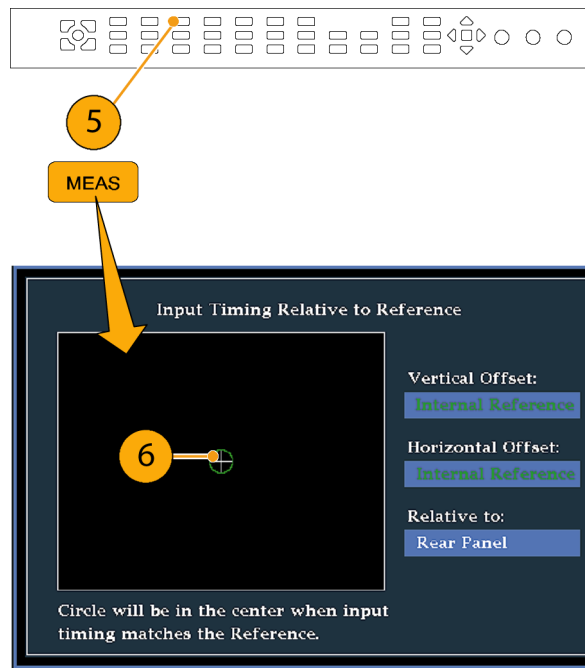 5
MEAS
Input Timing Relative to Reference
Vertical Offset:
Internal Reference
Horizontal Offset:
Internal Reference
6
Relative to:
Rear Panel
Circle will be in the center when input
timing matches the Reference.